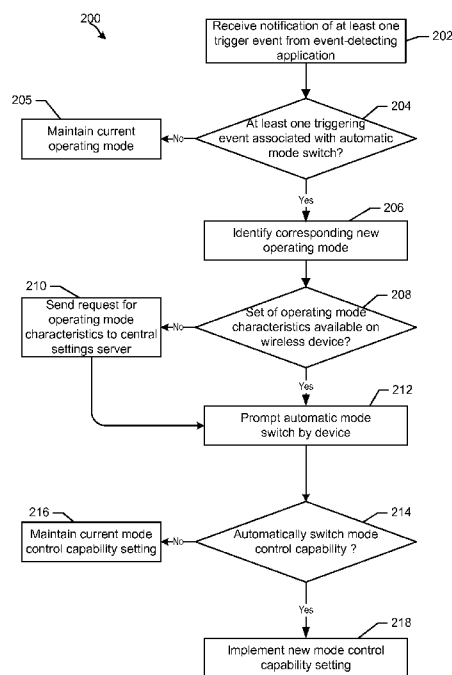 200
Receive notification of at least one
trigger event from event-detecting
application
202
204
205
At least one triggering
event associated with automatic
mode switch?
No
Maintain current
operating mode
Yes
206
Identify corresponding new
operating mode
208
210
Set of operating mode
characteristics available on
wireless device?
No
Send request for
operating mode
characteristics to central
settings server
Yes
212
Prompt automatic mode
switch by device
214
216
Automatically switch mode
control capability ?
No
Maintain current mode
control capability setting
Yes
218
Implement new mode control
capability setting